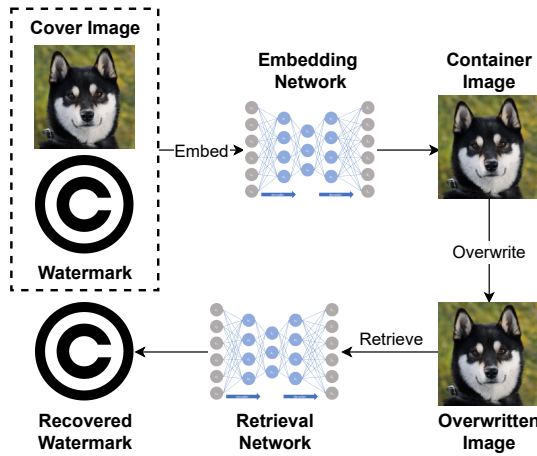 Cover Image
Embedding
Network
Container
Image
Embed
Watermark
Overwrite
Retrieve
Recovered
Watermark
Retrieval
Network
Overwritten
Image